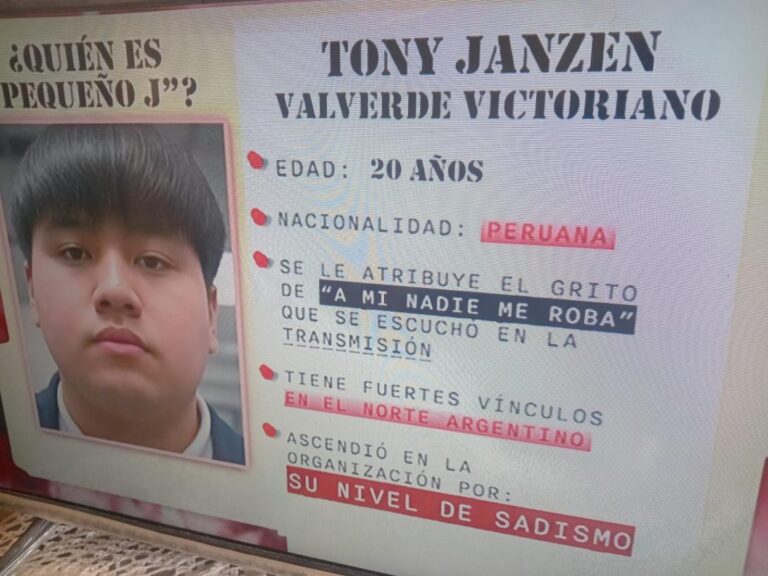 ¿QUIÉN ES
PEQUEÑO J"?
TONY JANZEN
VALVERDE VICTORIANO
EDAD: 20 AÑOS
NACIONALIDAD: PERUANA
SE LE ATRIBUYE EL GRITO
DE "A MI NADIE ME ROBA"
QUE SE ESCUCHÓ EN LA
TRANSMISIÓN
TIENE FUERTES VÍNCULOS
EN EL NORTE ARGENTINO
ASCENDIÓ EN LA
ORGANIZACIÓN POR:
SU NIVEL DE SADISMO